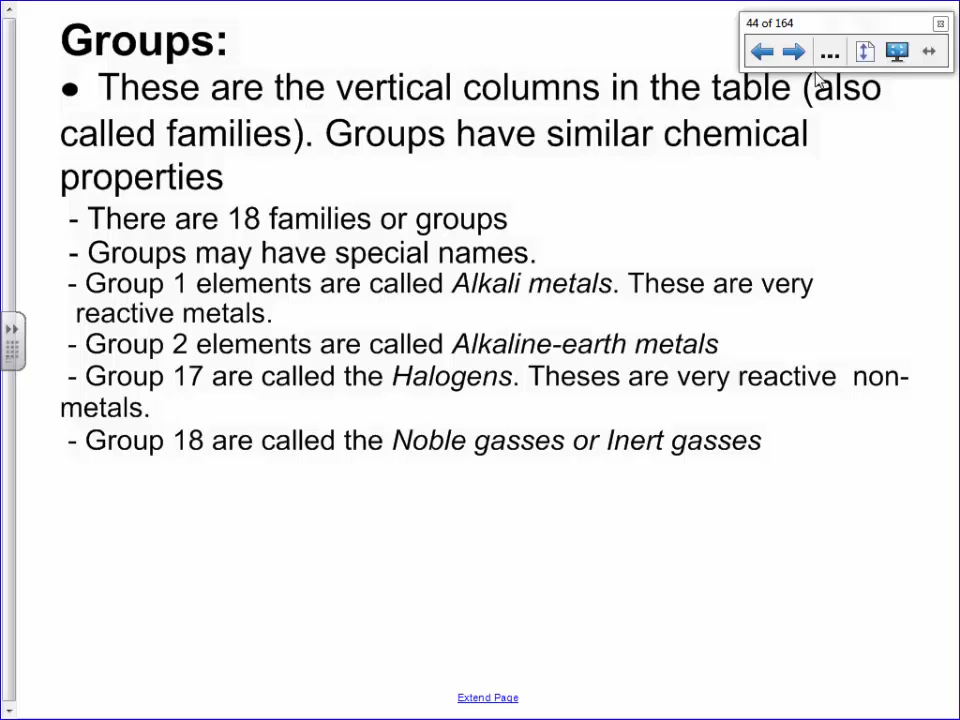 44 of 164
Groups:
• These are the vertical columns in the table (also
called families). Groups have similar chemical
properties
- There are 18 families or groups
- Groups may have special names.
- Group 1 elements are called Alkali metals. These are very
reactive metals.
- Group 2 elements are called Alkaline-earth metals
- Group 17 are called the Halogens. Theses are very reactive  non-
metals.
- Group 18 are called the Noble gasses or Inert gasses
Extend Page